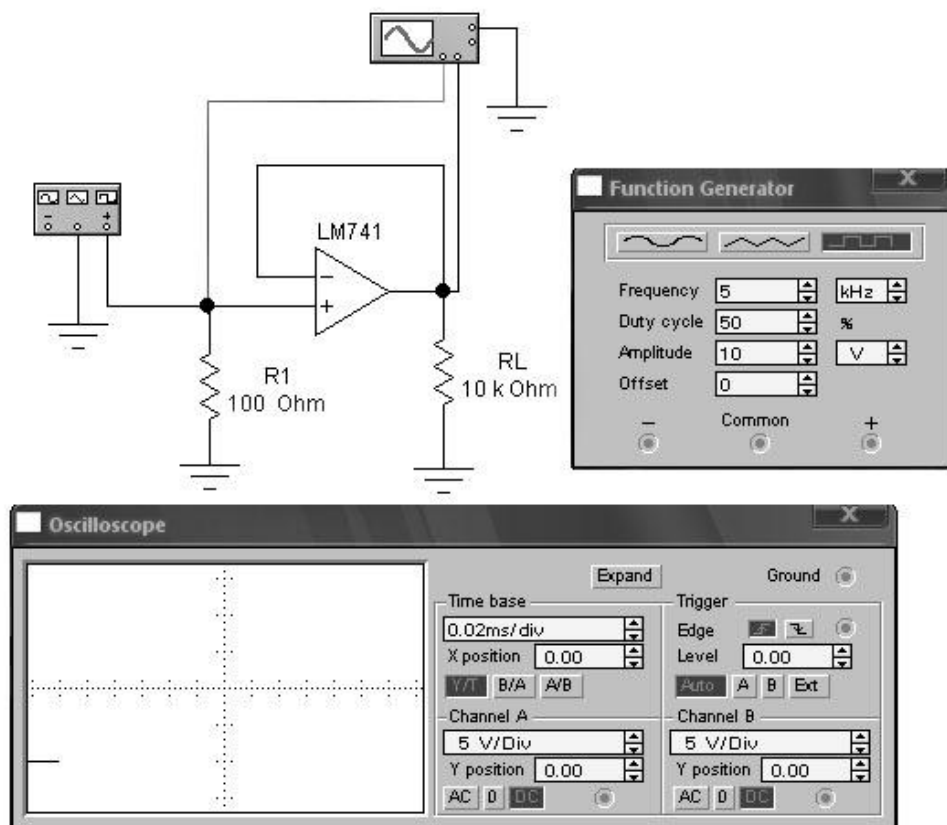 - +
LM741
-
+
R1
100 Ohm
RL
10 k Ohm
Function Generator
X
Frequency 5 kHz
Duty cycle 50 %
Amplitude 10 V
Offset 0
- Common +
Oscilloscope
X
Expand Ground
Time base
0.02ms/div
X position 0.00
Y/T B/A A/B
Trigger
Edge
Level 0.00
Auto A B Ext
Channel A
5 V/Div
Y position 0.00
AC 0 DC
Channel B
5 V/Div
Y position 0.00
AC 0 DC